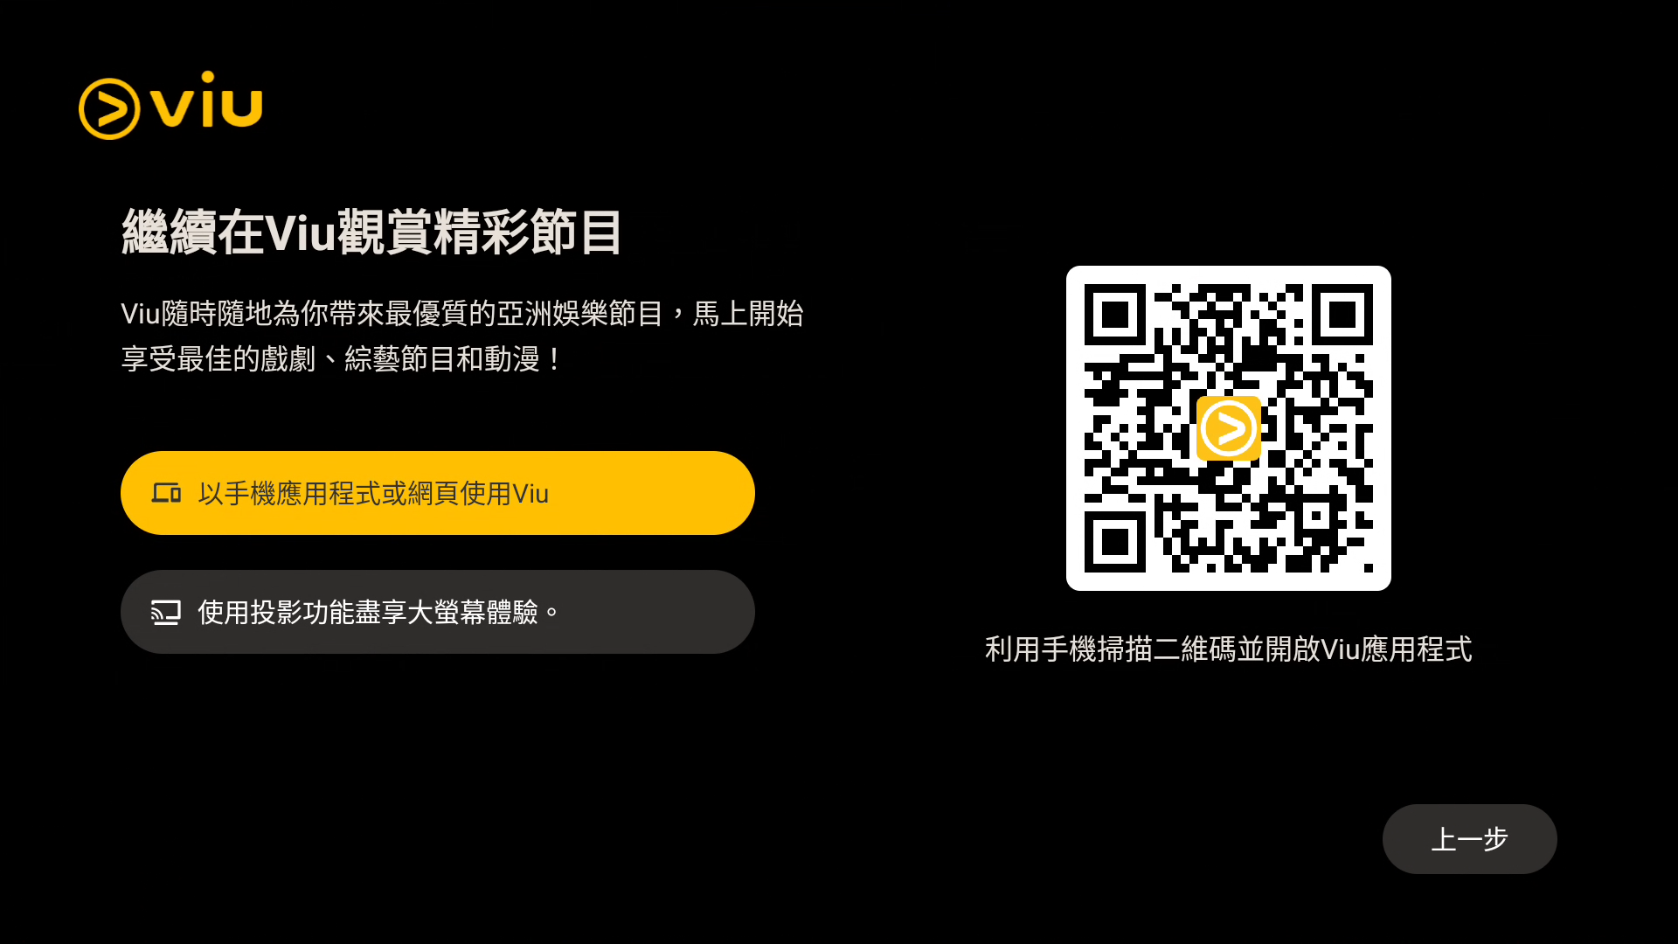 viu
繼續在Viu觀賞精彩節目
Viu隨時隨地為你帶來最優質的亞洲娛樂節目，馬上開始
享受最佳的戲劇、綜藝節目和動漫！
以手機應用程式或網頁使用Viu
使用投影功能盡享大螢幕體驗。
利用手機掃描二維碼並開啟Viu應用程式
上一步